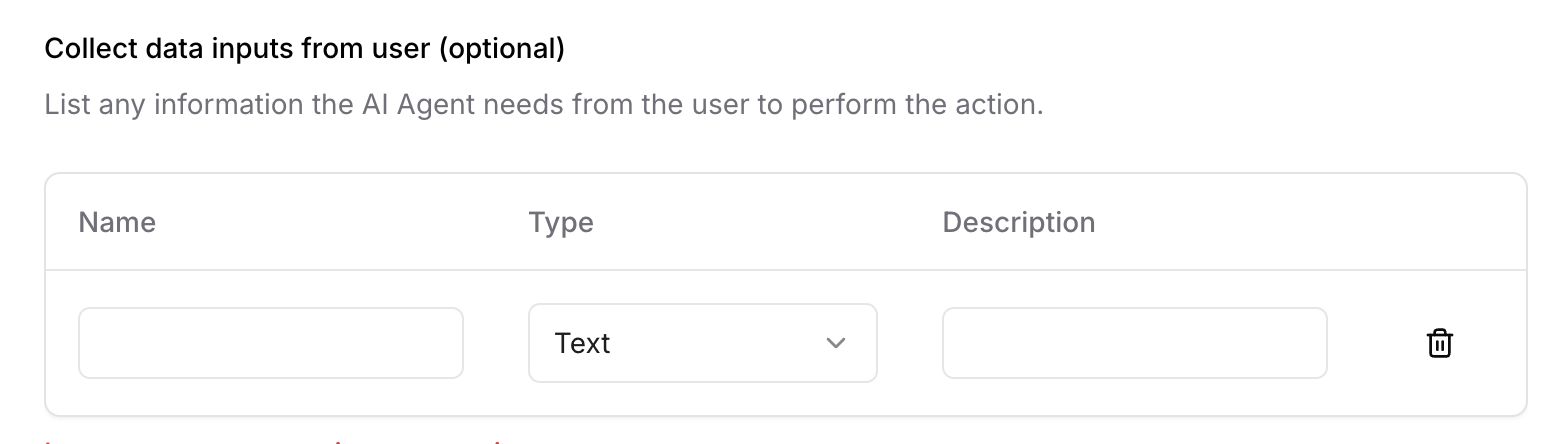 Collect data inputs from user (optional)
List any information the AI Agent needs from the user to perform the action.
Name Type Description
Text